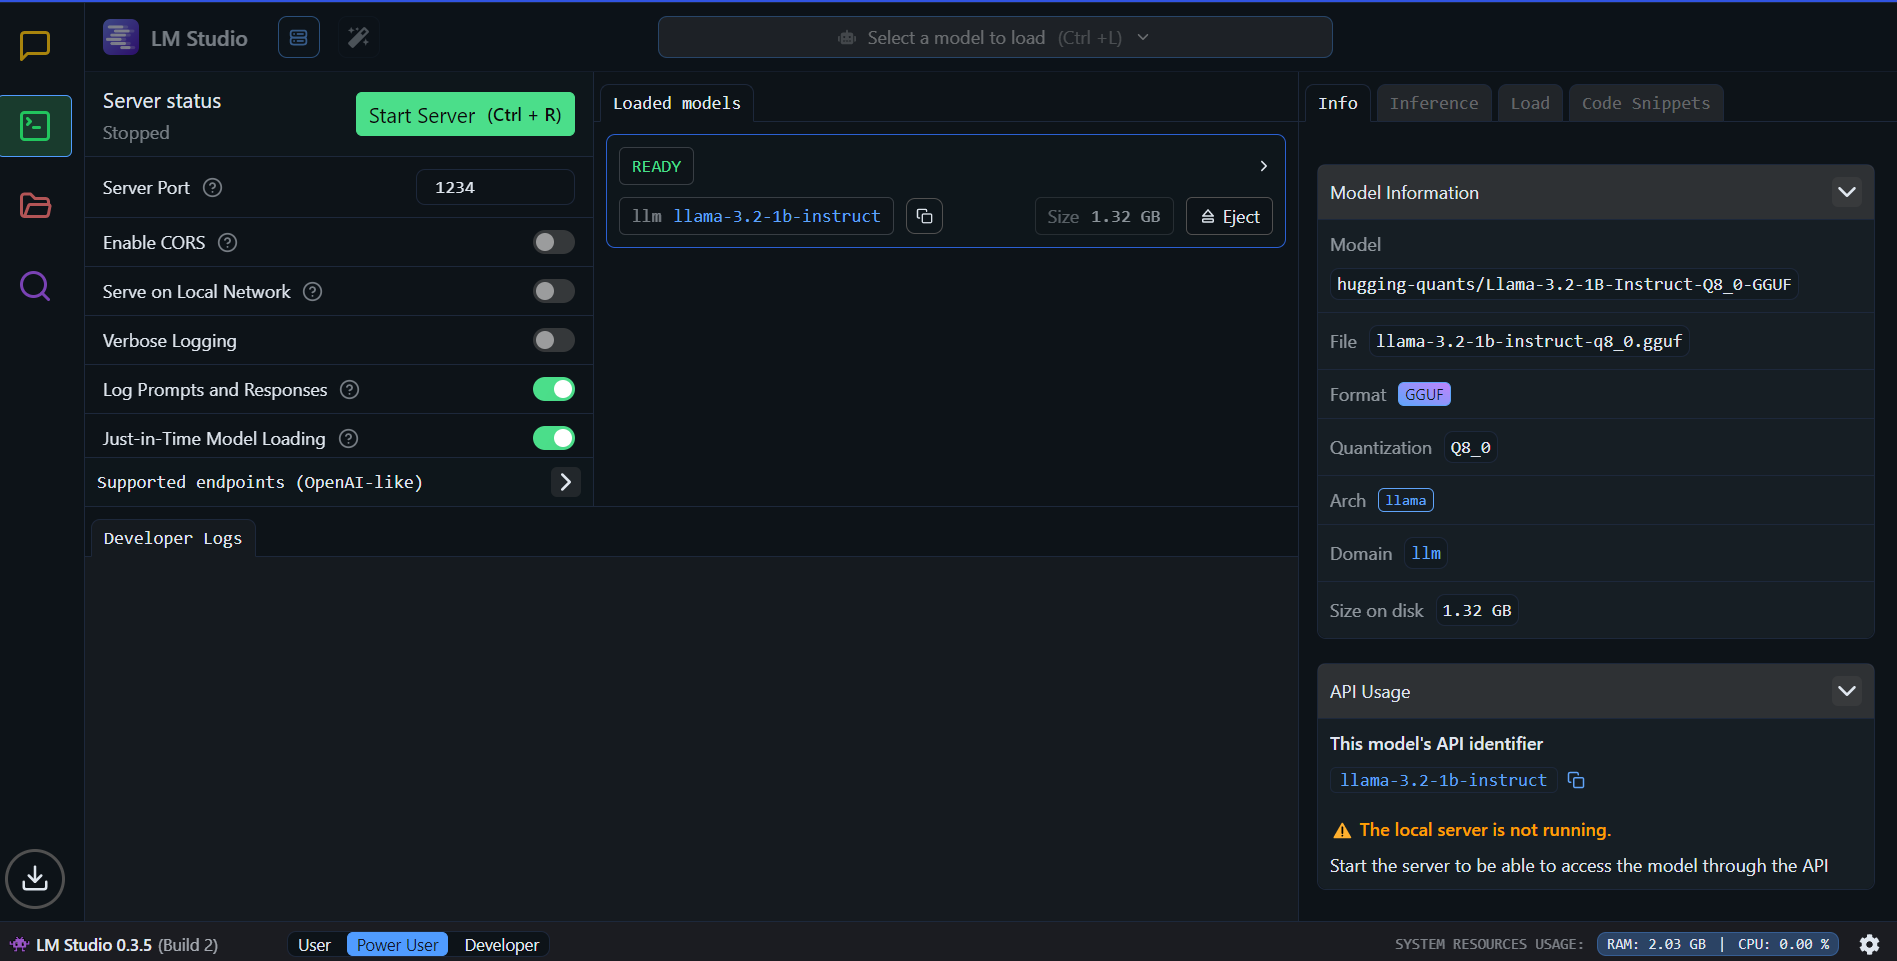 LM Studio
Select a model to load (Ctrl +L)
Server status
Stopped
Start Server (Ctrl + R)
Server Port ?
1234
Enable CORS ?
Serve on Local Network ?
Verbose Logging
Log Prompts and Responses ?
Just-in-Time Model Loading ?
Supported endpoints (OpenAI-like)
Loaded models
READY
llm llama-3.2-1b-instruct
Size 1.32 GB
Eject
Developer Logs
Info
Inference
Load
Code Snippets
Model Information
Model
hugging-quants/Llama-3.2-1B-Instruct-Q8_0-GGUF
File llama-3.2-1b-instruct-q8_0.gguf
Format GGUF
Quantization Q8_0
Arch llama
Domain llm
Size on disk 1.32 GB
API Usage
This model's API identifier
llama-3.2-1b-instruct
The local server is not running.
Start the server to be able to access the model through the API
LM Studio 0.3.5 (Build 2)
User
Power User
Developer
SYSTEM RESOURCES USAGE:
RAM: 2.03 GB | CPU: 0.00 %